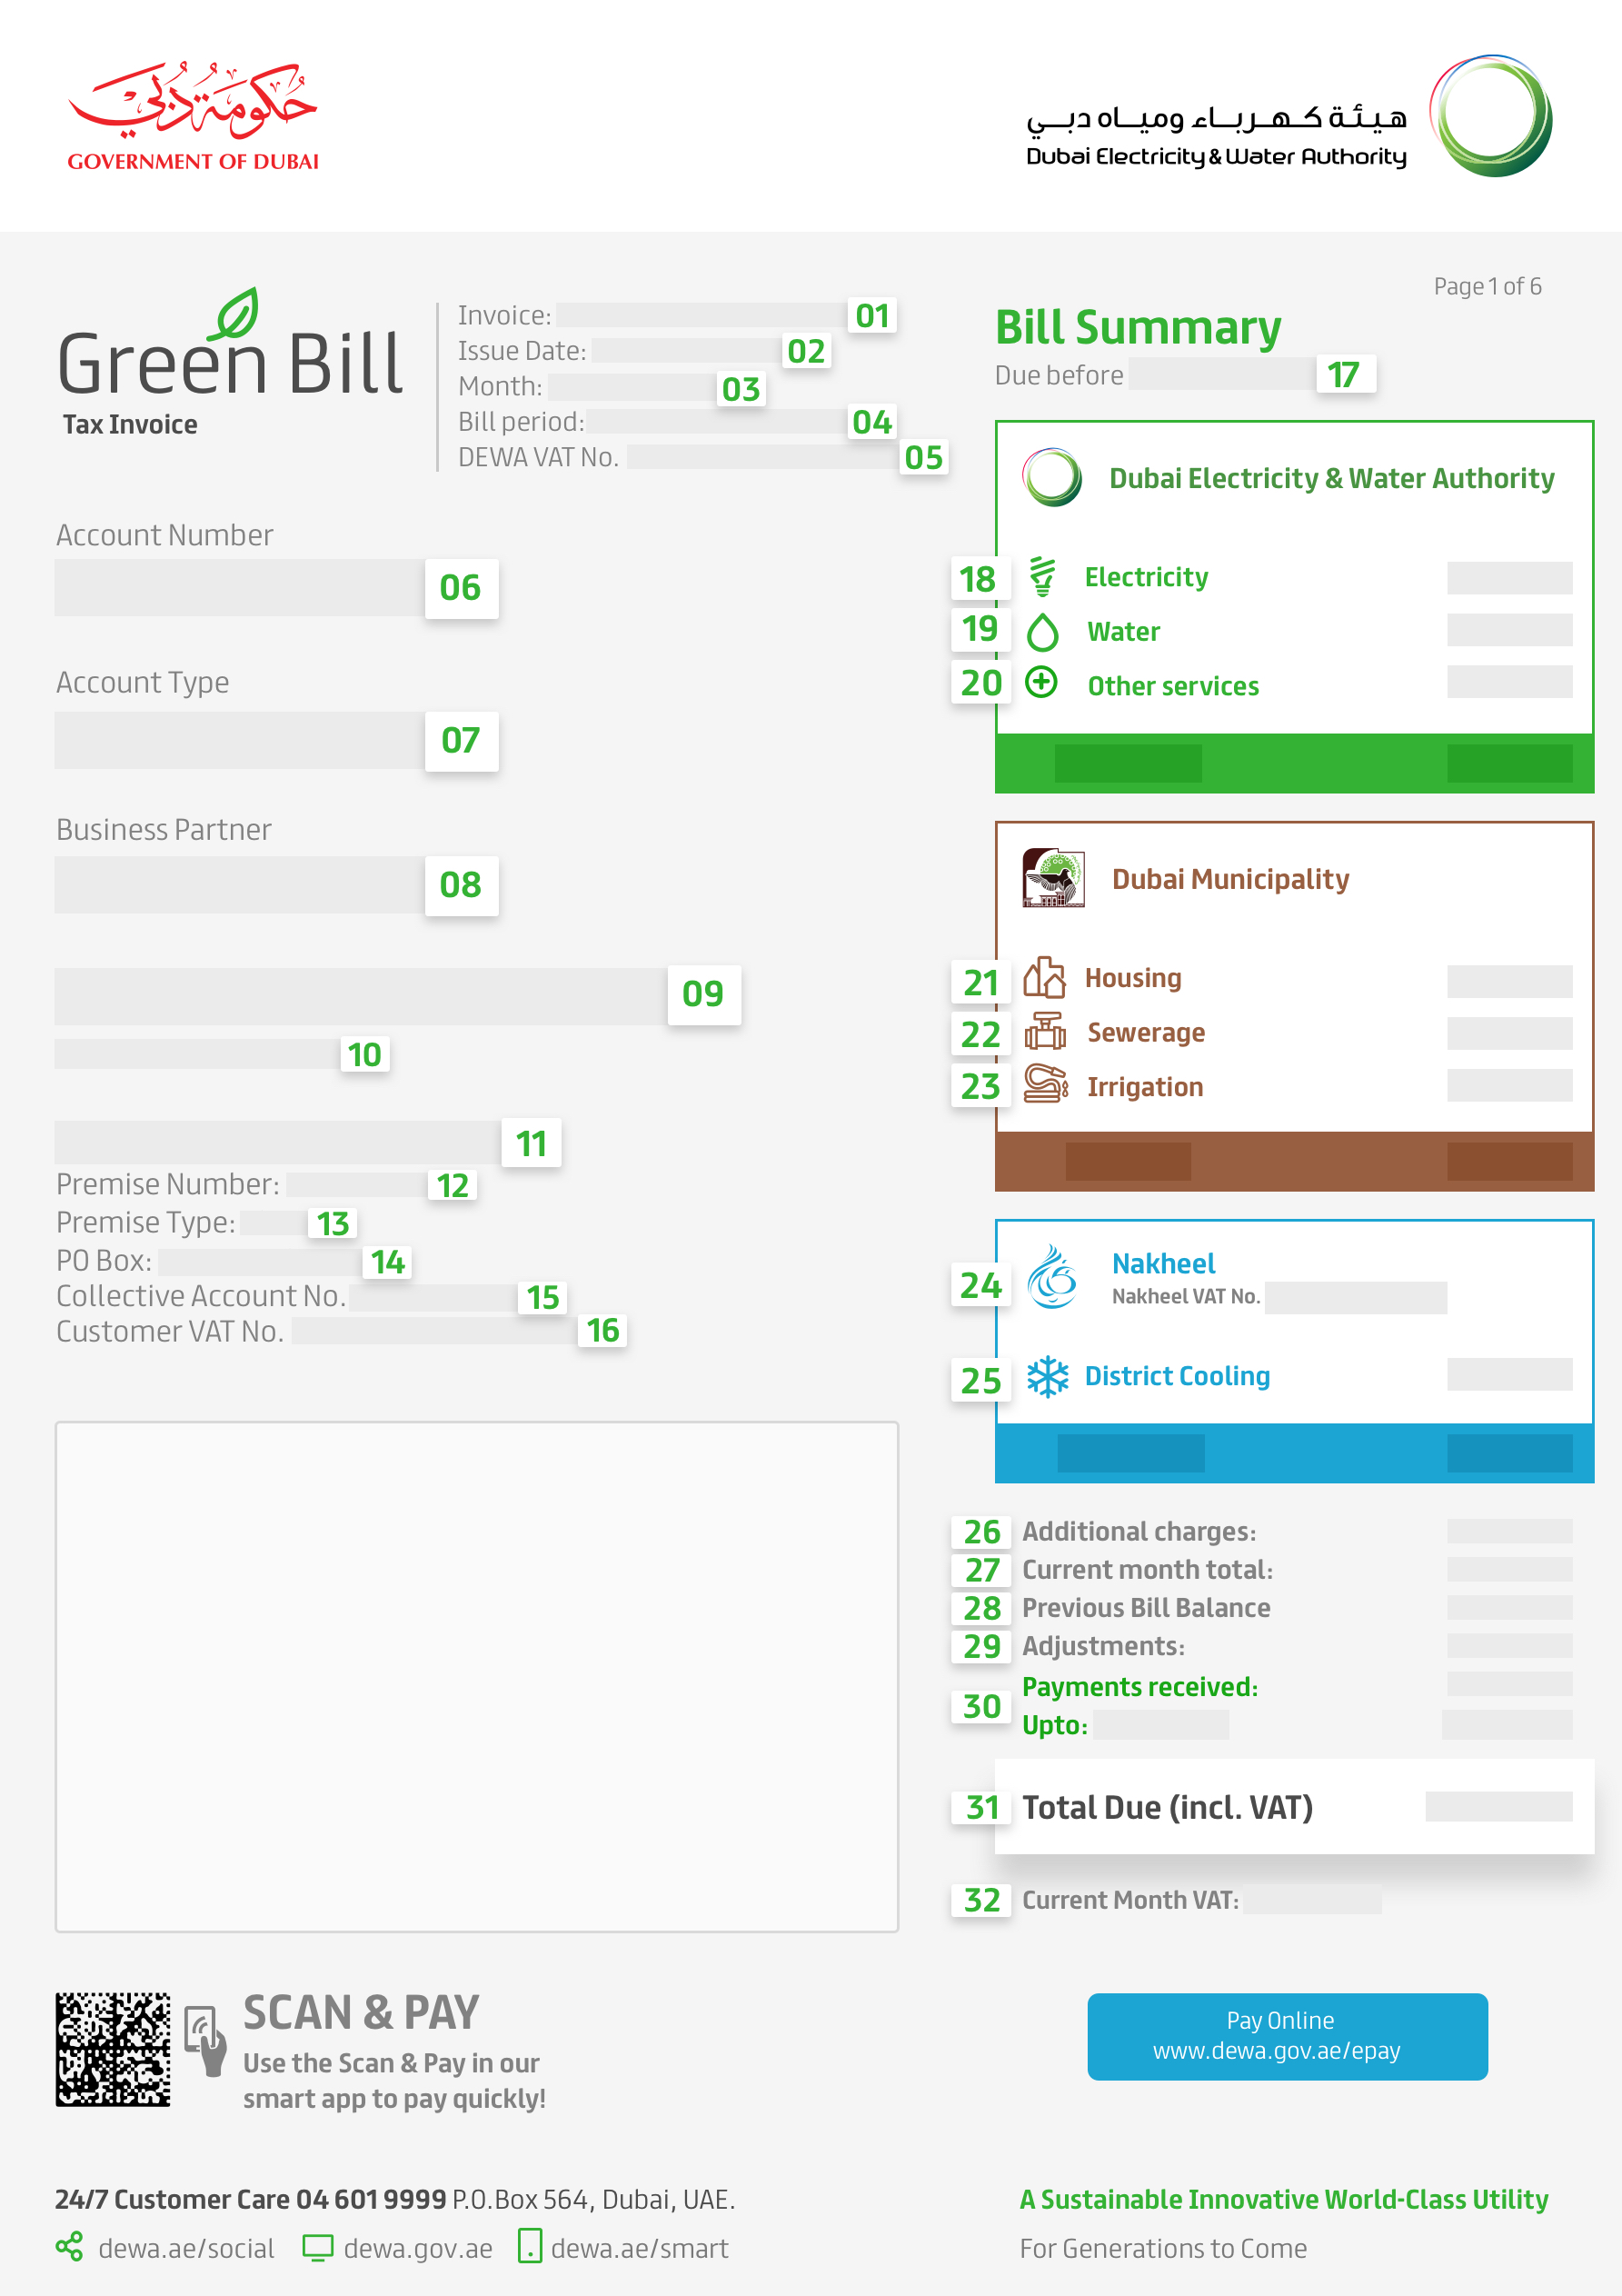 حكومة دبي
GOVERNMENT OF DUBAI
هيئة كهرباء ومياه دبي
Dubai Electricity & Water Authority
Page 1 of 6
Green Bill
Tax Invoice
Invoice: 01
Issue Date: 02
Month: 03
Bill period: 04
DEWA VAT No. 05
Account Number
06
Account Type
07
Business Partner
08
09
10
11
Premise Number: 12
Premise Type: 13
PO Box: 14
Collective Account No. 15
Customer VAT No. 16
Bill Summary
Due before 17
Dubai Electricity & Water Authority
18 Electricity
19 Water
20 Other services
Dubai Municipality
21 Housing
22 Sewerage
23 Irrigation
24 Nakheel
Nakheel VAT No.
25 District Cooling
26 Additional charges:
27 Current month total:
28 Previous Bill Balance
29 Adjustments:
30 Payments received:
Upto:
31 Total Due (incl. VAT)
32 Current Month VAT:
SCAN & PAY
Use the Scan & Pay in our
smart app to pay quickly!
Pay Online
www.dewa.gov.ae/epay
24/7 Customer Care 04 601 9999 P.O.Box 564, Dubai, UAE.
dewa.ae/social dewa.gov.ae dewa.ae/smart
A Sustainable Innovative World-Class Utility
For Generations to Come